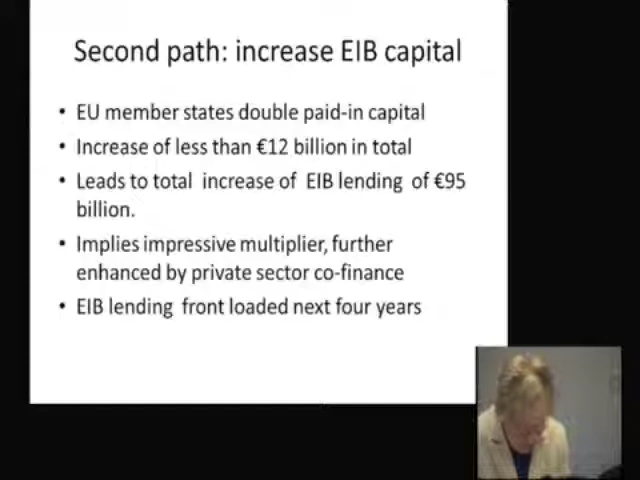 Second path: increase EIB capital
• EU member states double paid-in capital
• Increase of less than €12 billion in total
• Leads to total increase of EIB lending of €95
billion.
• Implies impressive multiplier, further
enhanced by private sector co-finance
• EIB lending front loaded next four years